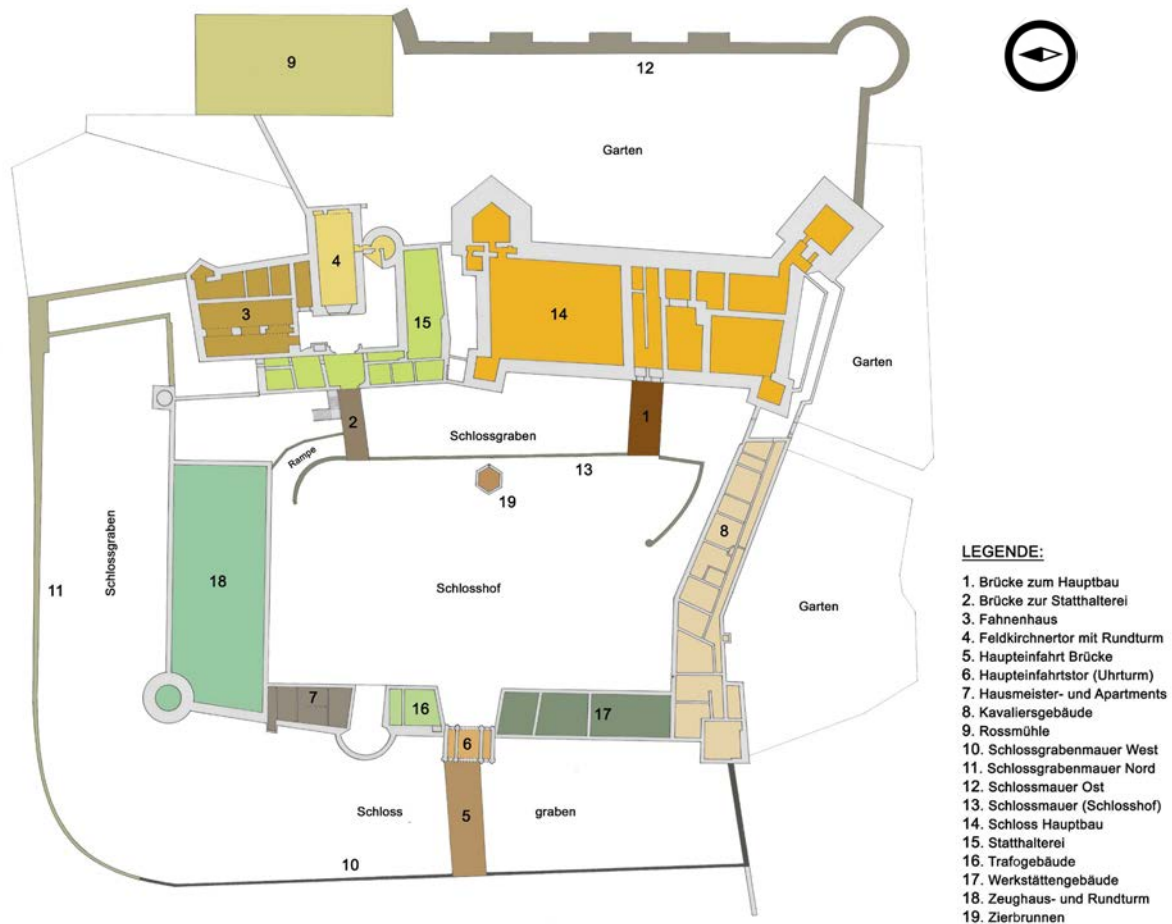 9
12
Garten
4
3
15
14
Garten
2
1
Schlossgraben
Rampe
13
19
8
Schlossgraben
11
18
Schlosshof
Garten
7
16
17
6
5
Schloss
graben
10
LEGENDE:
1. Brücke zum Hauptbau
2. Brücke zur Statthalterei
3. Fahnenhaus
4. Feldkirchnertor mit Rundturm
5. Haupteinfahrt Brücke
6. Haupteinfahrtstor (Uhrturm)
7. Hausmeister- und Apartments
8. Kavaliersgebäude
9. Rossmühle
10. Schlossgrabenmauer West
11. Schlossgrabenmauer Nord
12. Schlossmauer Ost
13. Schlossmauer (Schlosshof)
14. Schloss Hauptbau
15. Statthalterei
16. Trafogebäude
17. Werkstättengebäude
18. Zeughaus- und Rundturm
19. Zierbrunnen